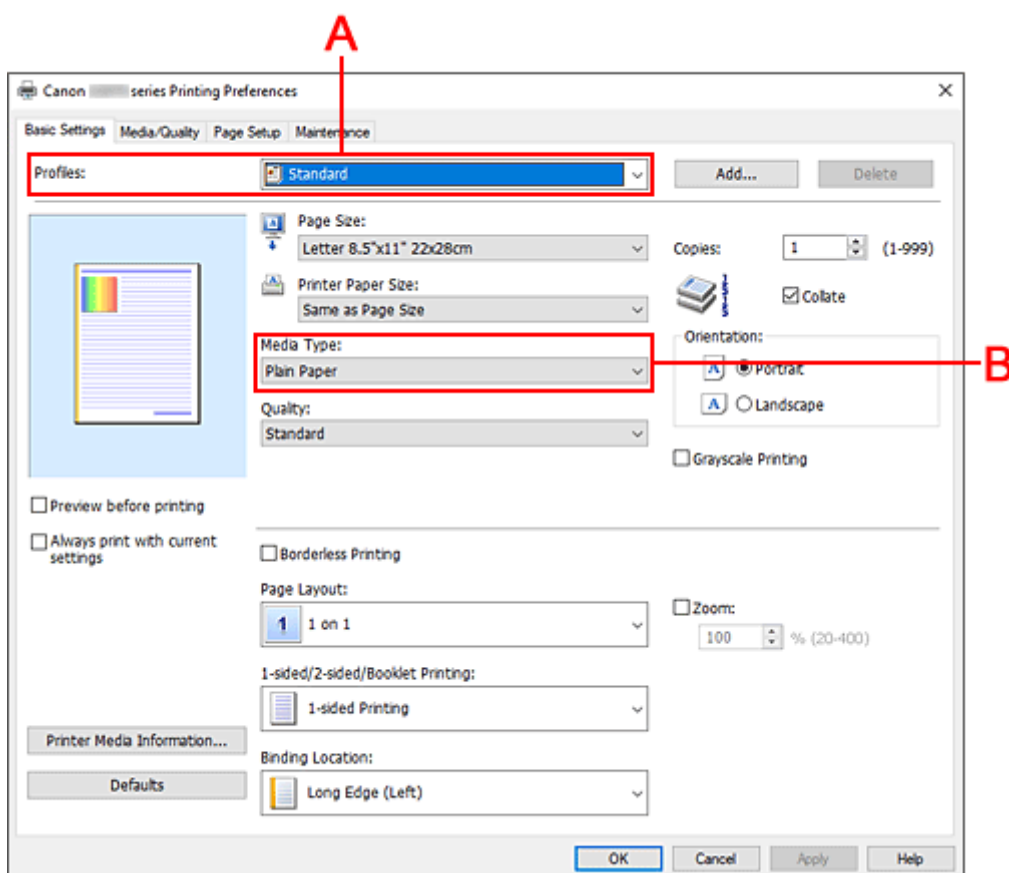 A
Canon series Printing Preferences
Basic Settings Media/Quality Page Setup Maintenance
Profiles: Standard Add... Delete
Page Size:
Letter 8.5"x11" 22x28cm
Copies: 1 (1-999)
Printer Paper Size:
Same as Page Size
Collate
Media Type:
Plain Paper
B
Orientation:
A Portrait
A Landscape
Quality:
Standard
Grayscale Printing
Preview before printing
Always print with current
settings
Borderless Printing
Page Layout:
1 1 on 1
Zoom:
100 % (20-400)
1-sided/2-sided/Booklet Printing:
1-sided Printing
Printer Media Information...
Defaults
Binding Location:
Long Edge (Left)
OK Cancel Apply Help